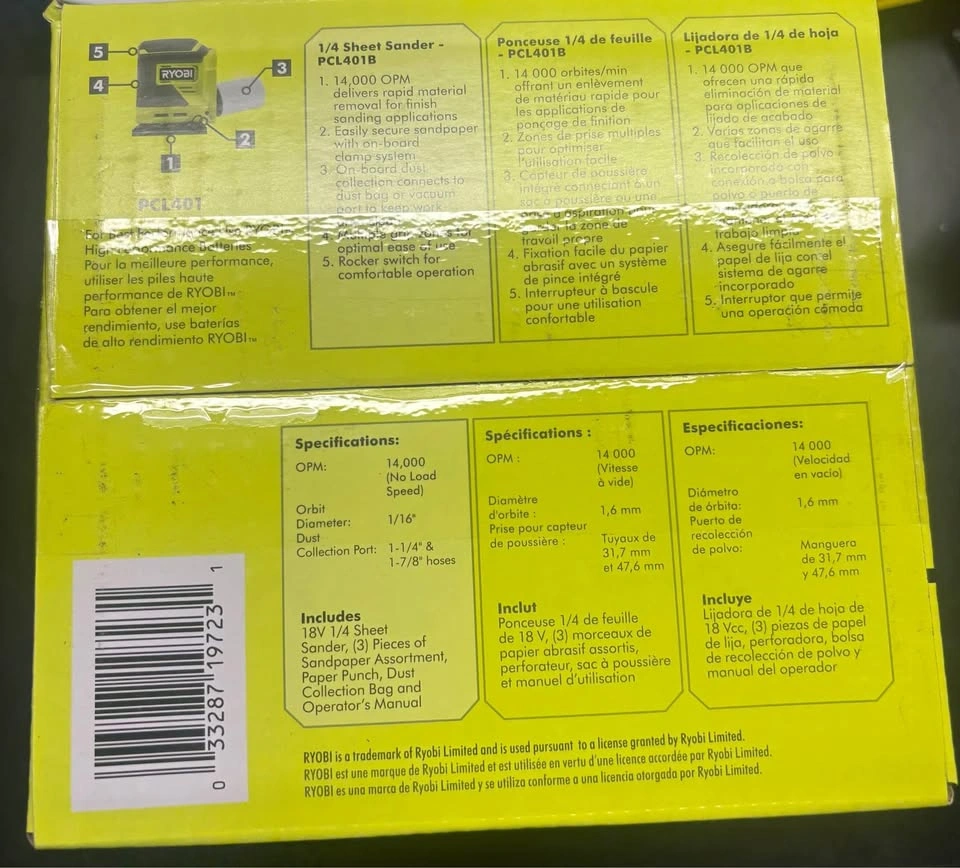 5
4
3
2
1
RYOBI
PCL401
High Performance Batteries
Pour la meilleure performance,
utiliser les piles haute
performance de RYOBI™
Para obtener el mejor
rendimiento, use baterías
de alto rendimiento RYOBI™
1/4 Sheet Sander -
PCL401B
1. 14,000 OPM
delivers rapid material
removal for finish
sanding applications
2. Easily secure sandpaper
with on-board
clamp system
3. On-board dust
collection connects to
dust bag or vacuum
port to keep work
4. Multiple grip zones for
optimal ease of use
5. Rocker switch for
comfortable operation
Ponceuse 1/4 de feuille
- PCL401B
1. 14 000 orbites/min
offrant un enlèvement
de matériau rapide pour
les applications de
ponçage de finition
2. Zones de prise multiples
pour optimiser
l'utilisation facile
3. Capteur de poussière
intégré connectant à un
sac à poussière ou une
aspiration
la zone de
travail propre
4. Fixation facile du papier
abrasif avec un système
de pince intégré
5. Interrupteur à bascule
pour une utilisation
confortable
Lijadora de 1/4 de hoja
- PCL401B
1. 14 000 OPM que
ofrecen una rápida
eliminación de material
para aplicaciones de
lijado de acabado
2. Varias zonas de agarre
que facilitan el uso
3. Recolección de polvo
incorporada con
conexión a bolsa para
polvo o puerto de
trabajo limpio
4. Asegure fácilmente el
papel de lija con el
sistema de agarre
incorporado
5. Interruptor que permite
una operación cómoda
Specifications:
OPM: 14,000
(No Load
Speed)
Orbit
Diameter: 1/16"
Dust
Collection Port: 1-1/4" &
1-7/8" hoses
Includes
18V 1/4 Sheet
Sander, (3) Pieces of
Sandpaper Assortment,
Paper Punch, Dust
Collection Bag and
Operator's Manual
Spécifications :
OPM : 14 000
(Vitesse
à vide)
Diamètre
d'orbite : 1,6 mm
Prise pour capteur
de poussière : Tuyaux de
31,7 mm
et 47,6 mm
Inclut
Ponceuse 1/4 de feuille
de 18 V, (3) morceaux de
papier abrasif assortis,
perforateur, sac à poussière
et manuel d'utilisation
Especificaciones:
OPM: 14 000
(Velocidad
en vacío)
Diámetro
de órbita: 1,6 mm
Puerto de
recolección
de polvo: Manguera
de 31,7 mm
y 47,6 mm
Incluye
Lijadora de 1/4 de hoja de
18 Vcc, (3) piezas de papel
de lija, perforadora, bolsa
de recolección de polvo y
manual del operador
0 33287 19723 1
RYOBI is a trademark of Ryobi Limited and is used pursuant to a license granted by Ryobi Limited.
RYOBI est une marque de Ryobi Limited et est utilisée en vertu d'une licence accordée par Ryobi Limited.
RYOBI es una marca de Ryobi Limited y se utiliza conforme a una licencia otorgada por Ryobi Limited.